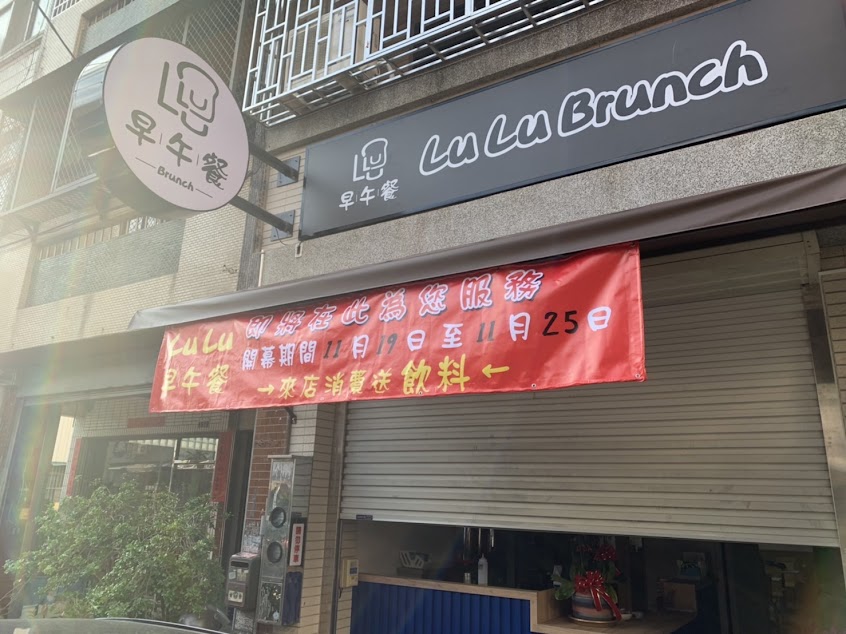 Lu
早午餐
Brunch
Lu
早午餐
Lu Lu Brunch
LuLu 即將在此為您服務
開幕期間 11月19日至11月25日
早午餐 →來店消費送飲料←